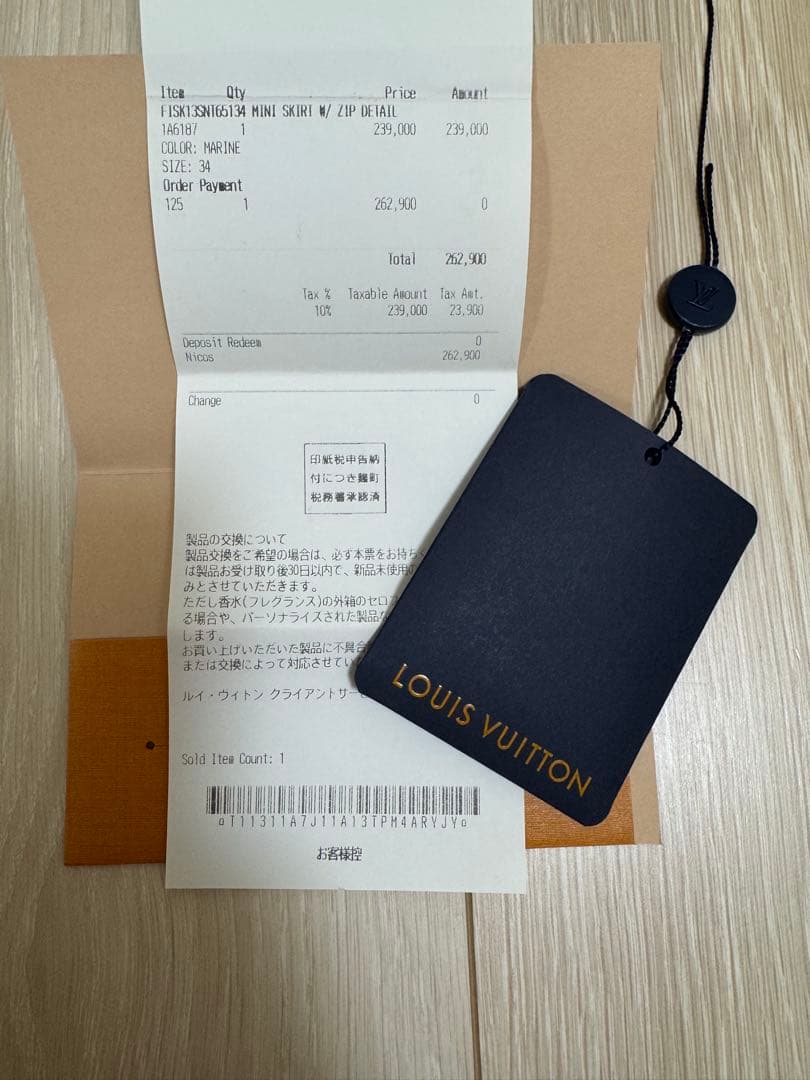 Item Qty Price Amount
FISK13SNT65134 MINI SKIRT W/ ZIP DETAIL
1A6187 1 239,000 239,000
COLOR: MARINE
SIZE: 34
Order Payment
125 1 262,900 0
Total 262,900
Tax % Taxable Amount Tax Amt.
10% 239,000 23,900
Deposit Redeem 0
Nicos 262,900
Change 0
印紙税申告納
付につき麹町
税務署承認済
製品の交換について
製品交換をご希望の場合は、必ず本票をお持ち
は製品お受け取り後30日以内で、新品未使用の
みとさせていただきます。
ただし香水(フレグランス)の外箱のセロ
る場合や、パーソナライズされた製品
します。
お買い上げいただいた製品に不具合
または交換によって対応させてい
ルイ・ヴィトン クライアントサー
Sold Item Count: 1
¤T11311A7J11A13TPM4ARYJY¤
お客様控
LV
LOUIS VUITTON